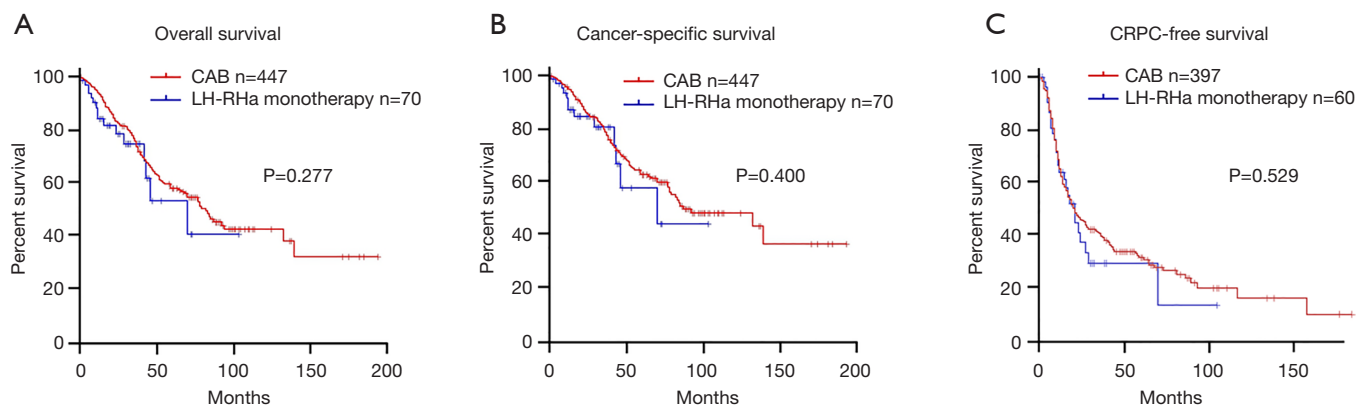 A
Overall survival
CAB n=447
LH-RHa monotherapy n=70
P=0.277
Percent survival
100
80
60
40
20
0
0
50
100
150
200
Months
B
Cancer-specific survival
CAB n=447
LH-RHa monotherapy n=70
P=0.400
Percent survival
100
80
60
40
20
0
0
50
100
150
200
Months
C
CRPC-free survival
CAB n=397
LH-RHa monotherapy n=60
P=0.529
Percent survival
100
80
60
40
20
0
0
50
100
150
Months